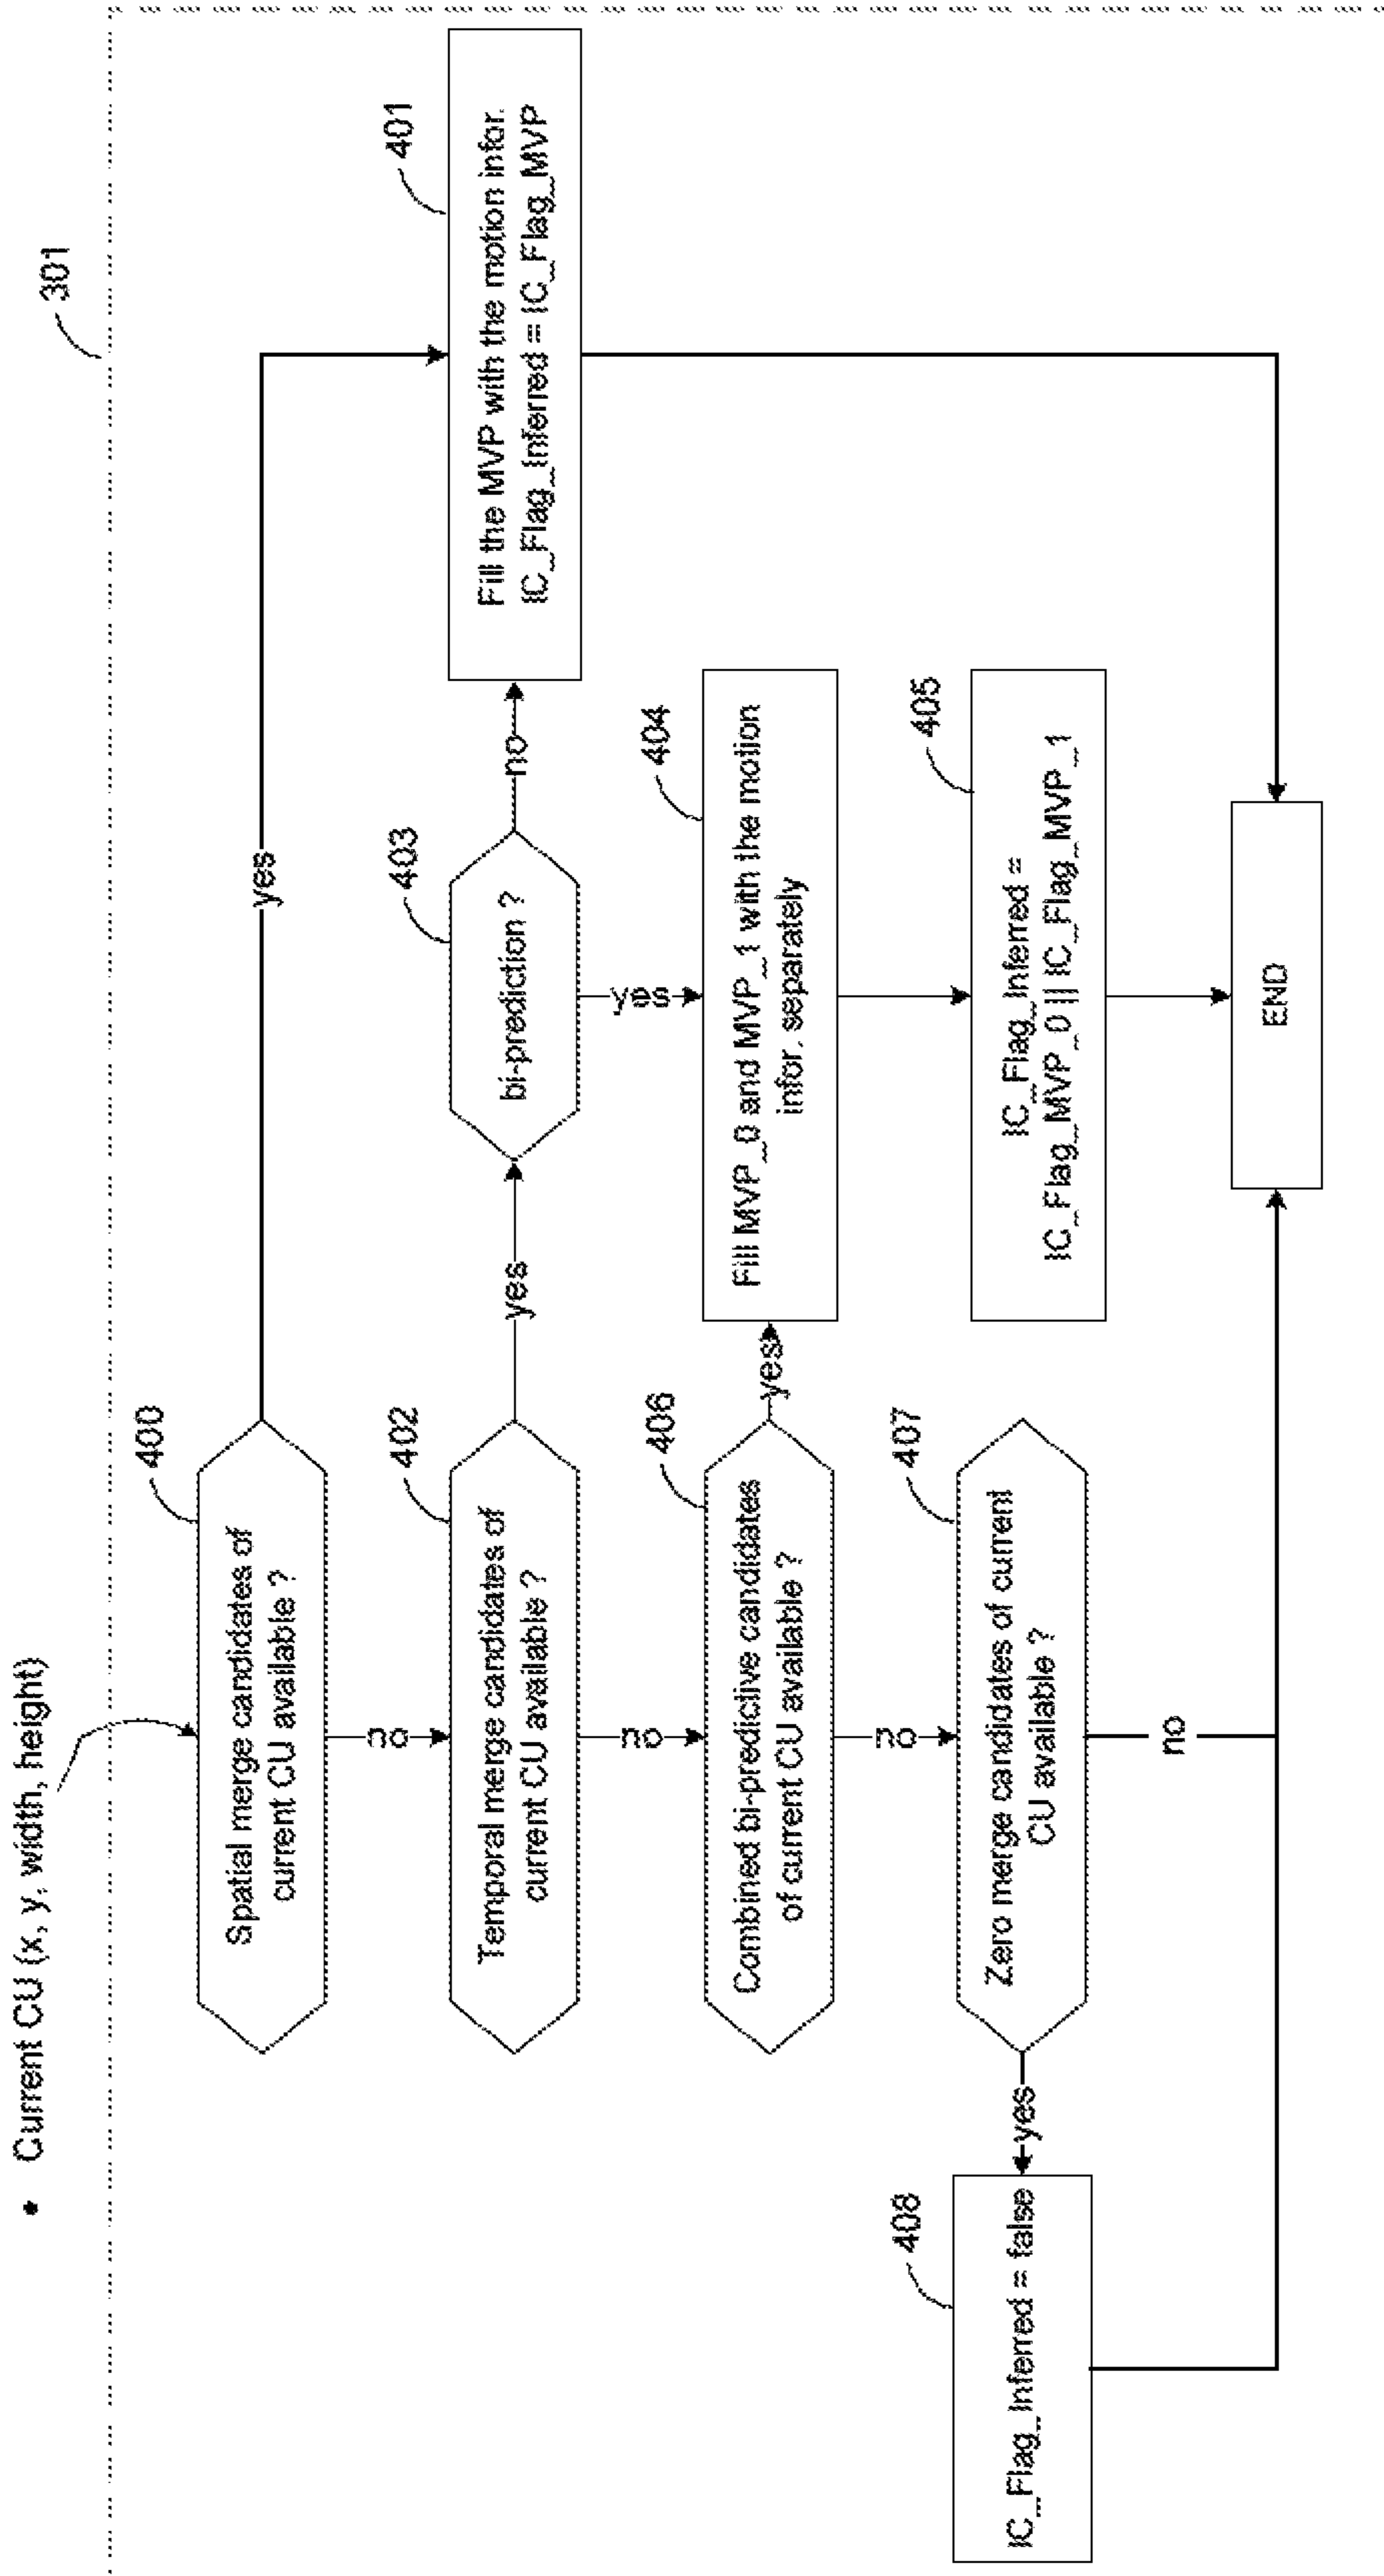 • Current CU (x, y, width, height)
301
400
Spatial merge candidates of
current CU available ?
yes
no
402
Temporal merge candidates of
current CU available ?
yes
403
bi-prediction ?
no
401
Fill the MVP with the motion infor.
IC_Flag_Inferred = IC_Flag_MVP
no
yes
406
Combined bi-predictive candidates
of current CU available ?
yes
404
Fill MVP_0 and MVP_1 with the motion
infor. separately
no
407
Zero merge candidates of current
CU available ?
405
IC_Flag_Inferred =
IC_Flag_MVP_0 || IC_Flag_MVP_1
yes
408
IC_Flag_Inferred = false
no
END